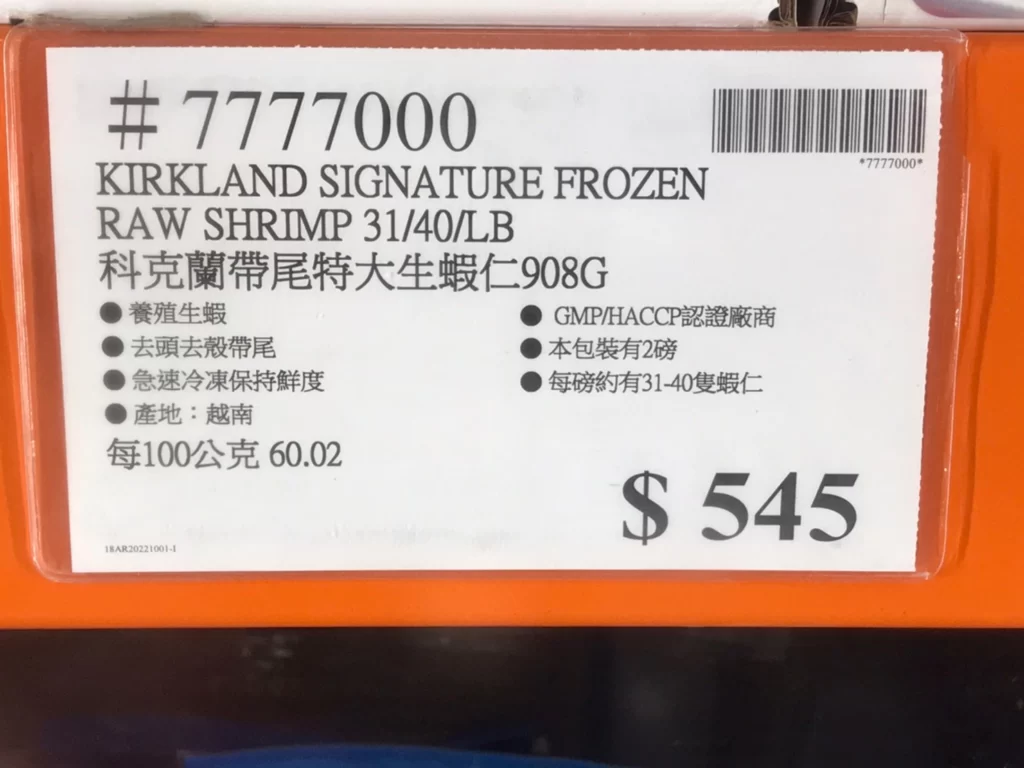 #7777000
*7777000*
KIRKLAND SIGNATURE FROZEN
RAW SHRIMP 31/40/LB
科克蘭帶尾特大生蝦仁908G
● 養殖生蝦
● 去頭去殼帶尾
● 急速冷凍保持鮮度
● 產地：越南
● GMP/HACCP認證廠商
● 本包裝有2磅
● 每磅約有31-40隻蝦仁
每100公克 60.02
$ 545
18AR20221001-1